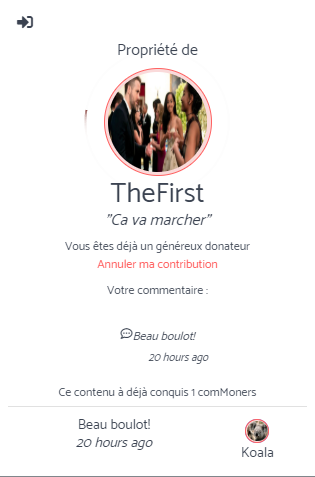 Propriété de
TheFirst
"Ca va marcher"
Vous êtes déjà un généreux donateur
Annuler ma contribution
Votre commentaire :
Beau boulot!
20 hours ago
Ce contenu à déjà conquis 1 comMoners
Beau boulot!
20 hours ago
Koala